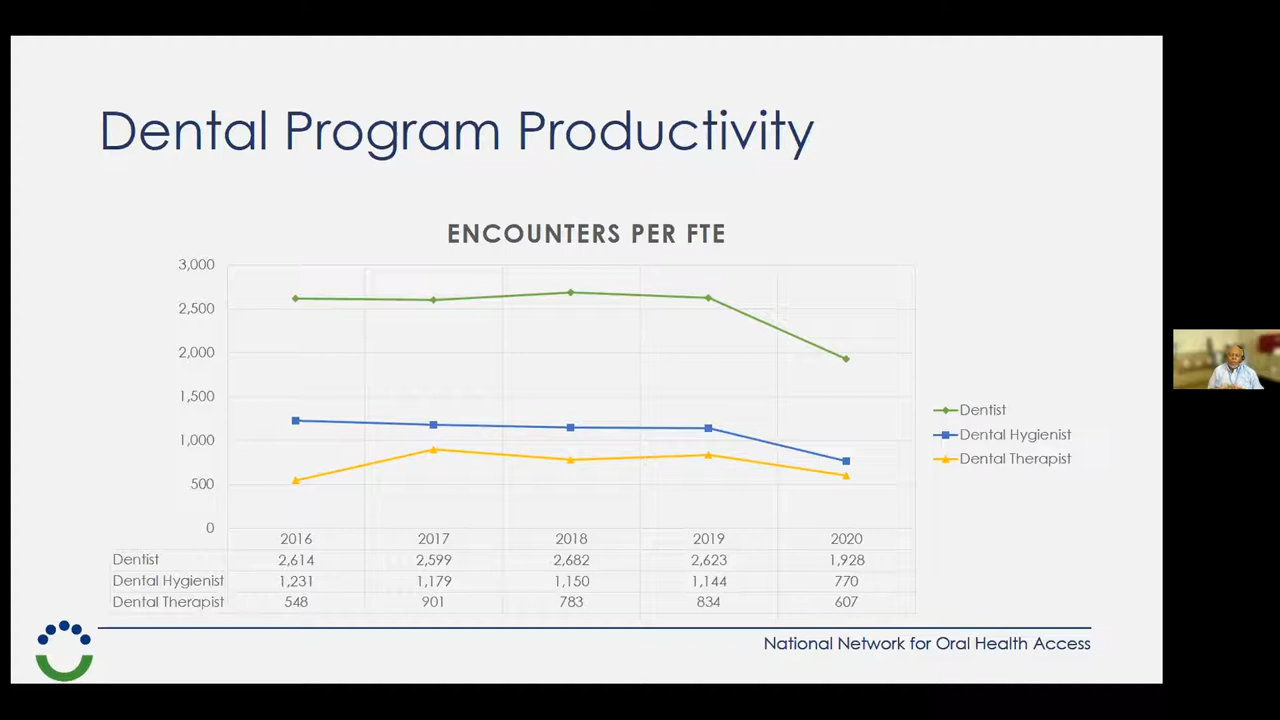 Dental Program Productivity
ENCOUNTERS PER FTE
3,000
2,500
2,000
1,500
1,000
500
0
Dentist
Dental Hygienist
Dental Therapist
2016 2017 2018 2019 2020
Dentist 2,614 2,599 2,682 2,623 1,928
Dental Hygienist 1,231 1,179 1,150 1,144 770
Dental Therapist 548 901 783 834 607
National Network for Oral Health Access